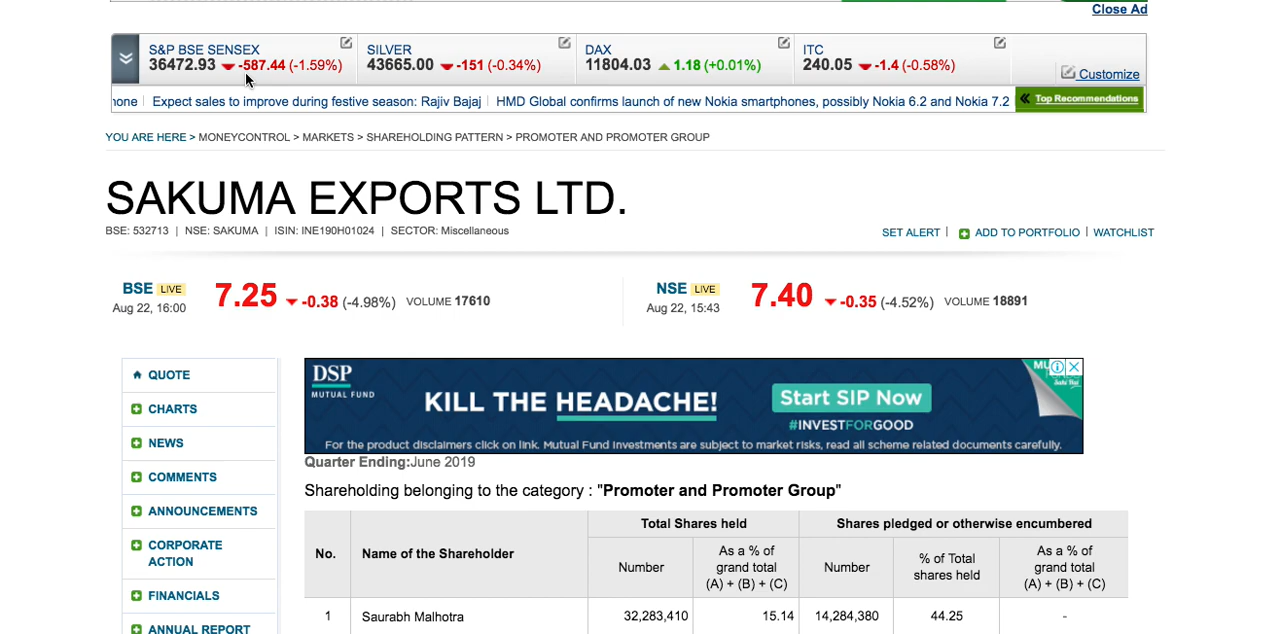 Close Ad
S&P BSE SENSEX
36472.93 -587.44 (-1.59%)
SILVER
43665.00 -151 (-0.34%)
DAX
11804.03 1.18 (+0.01%)
ITC
240.05 -1.4 (-0.58%)
Customize
none | Expect sales to improve during festive season: Rajiv Bajaj | HMD Global confirms launch of new Nokia smartphones, possibly Nokia 6.2 and Nokia 7.2
Top Recommendations
YOU ARE HERE > MONEYCONTROL > MARKETS > SHAREHOLDING PATTERN > PROMOTER AND PROMOTER GROUP
SAKUMA EXPORTS LTD.
BSE: 532713 | NSE: SAKUMA | ISIN: INE190H01024 | SECTOR: Miscellaneous
SET ALERT | ADD TO PORTFOLIO | WATCHLIST
BSE LIVE
Aug 22, 16:00
7.25 -0.38 (-4.98%) VOLUME 17610
NSE LIVE
Aug 22, 15:43
7.40 -0.35 (-4.52%) VOLUME 18891
QUOTE
CHARTS
NEWS
COMMENTS
ANNOUNCEMENTS
CORPORATE
ACTION
FINANCIALS
ANNUAL REPORT
DSP
MUTUAL FUND
KILL THE HEADACHE!
Start SIP Now
#INVESTFORGOOD
For the product disclaimers click on link. Mutual Fund Investments are subject to market risks, read all scheme related documents carefully.
Quarter Ending:June 2019
Shareholding belonging to the category : "Promoter and Promoter Group"
No.
Name of the Shareholder
Total Shares held
Shares pledged or otherwise encumbered
Number
As a % of
grand total
(A) + (B) + (C)
Number
% of Total
shares held
As a % of
grand total
(A) + (B) + (C)
1 Saurabh Malhotra 32,283,410 15.14 14,284,380 44.25 -